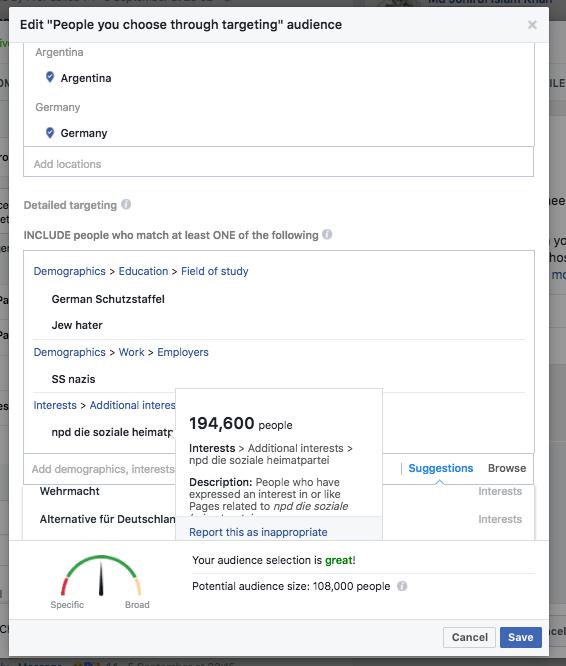 Edit "People you choose through targeting" audience
Argentina
Argentina
Germany
Germany
Add locations
Detailed targeting
INCLUDE people who match at least ONE of the following
Demographics > Education > Field of study
German Schutzstaffel
Jew hater
Demographics > Work > Employers
SS nazis
Interests > Additional interes
npd die soziale heimatp
194,600 people
Interests > Additional interests >
npd die soziale heimatpartei
Description: People who have
expressed an interest in or like
Pages related to npd die soziale
Report this as inappropriate
Add demographics, interests
Suggestions
Browse
Wehrmacht
Interests
Alternative für Deutschlan
Interests
Your audience selection is great!
Potential audience size: 108,000 people
Specific
Broad
Cancel
Save